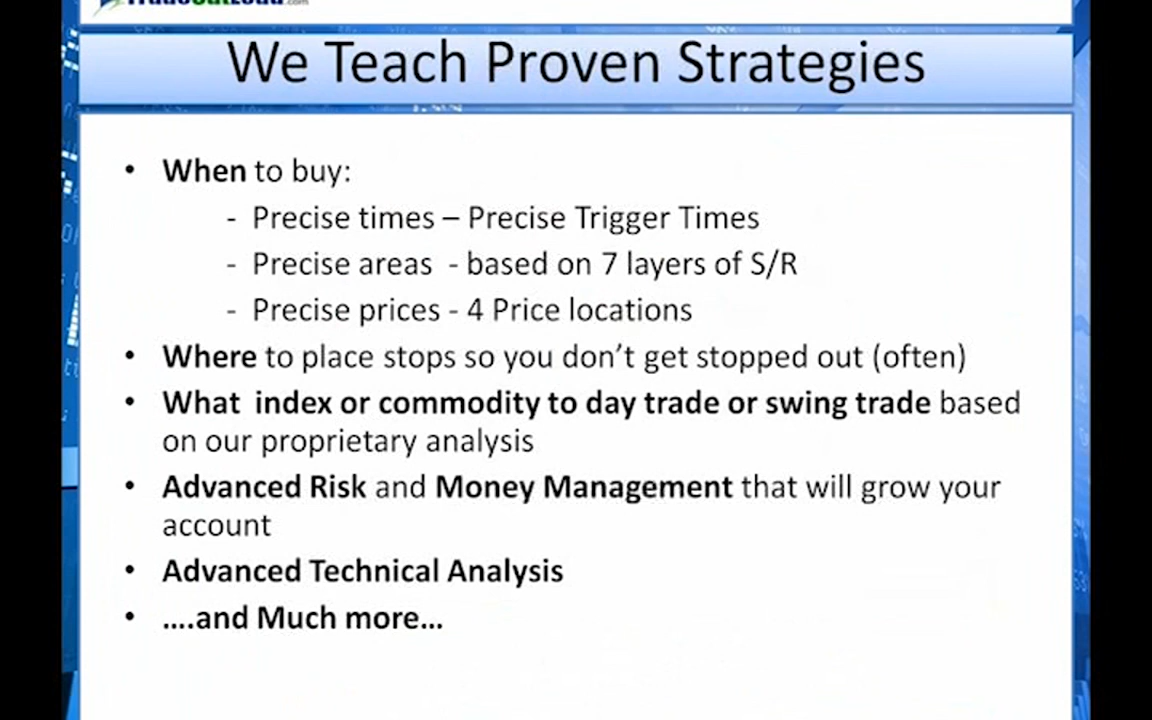 We Teach Proven Strategies
• When to buy:
- Precise times – Precise Trigger Times
- Precise areas - based on 7 layers of S/R
- Precise prices - 4 Price locations
• Where to place stops so you don’t get stopped out (often)
• What index or commodity to day trade or swing trade based
on our proprietary analysis
• Advanced Risk and Money Management that will grow your
account
• Advanced Technical Analysis
• ….and Much more…